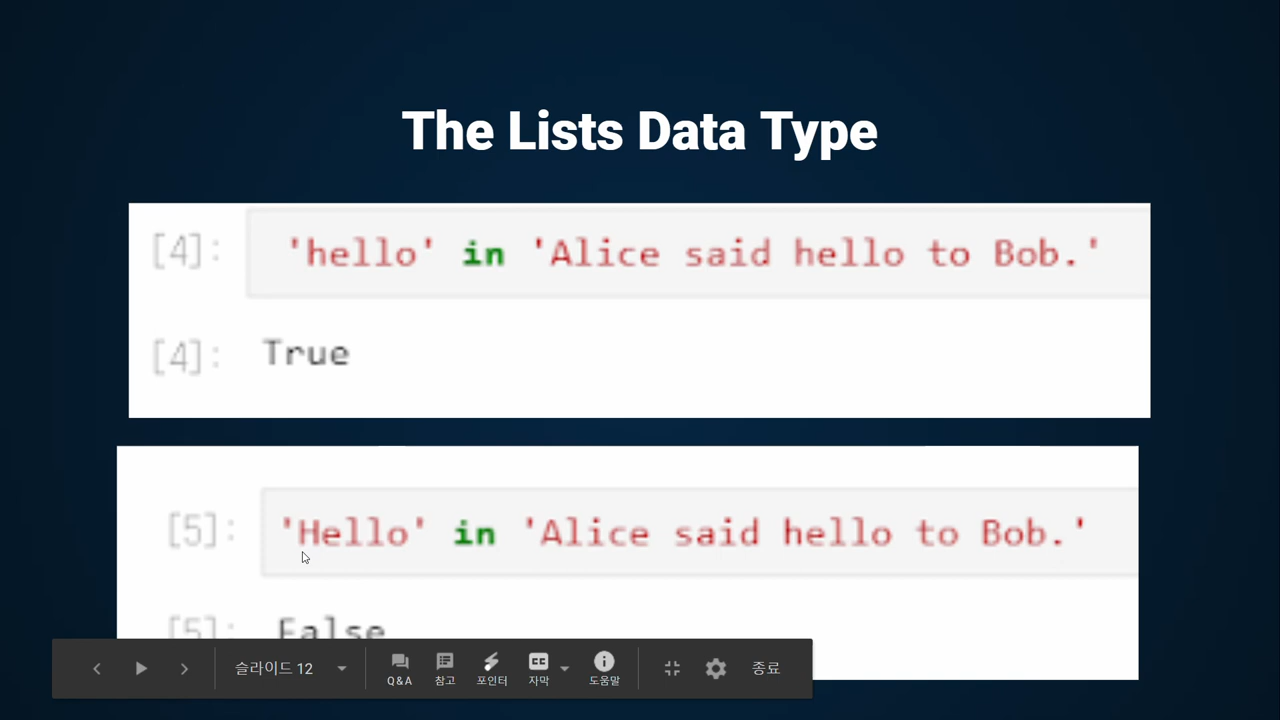 The Lists Data Type
[4]: 'hello' in 'Alice said hello to Bob.'
[4]: True
[5]: 'Hello' in 'Alice said hello to Bob.'
[5]: False
슬라이드 12
Q&A 참고 포인터 CC 자막 도움말 종료